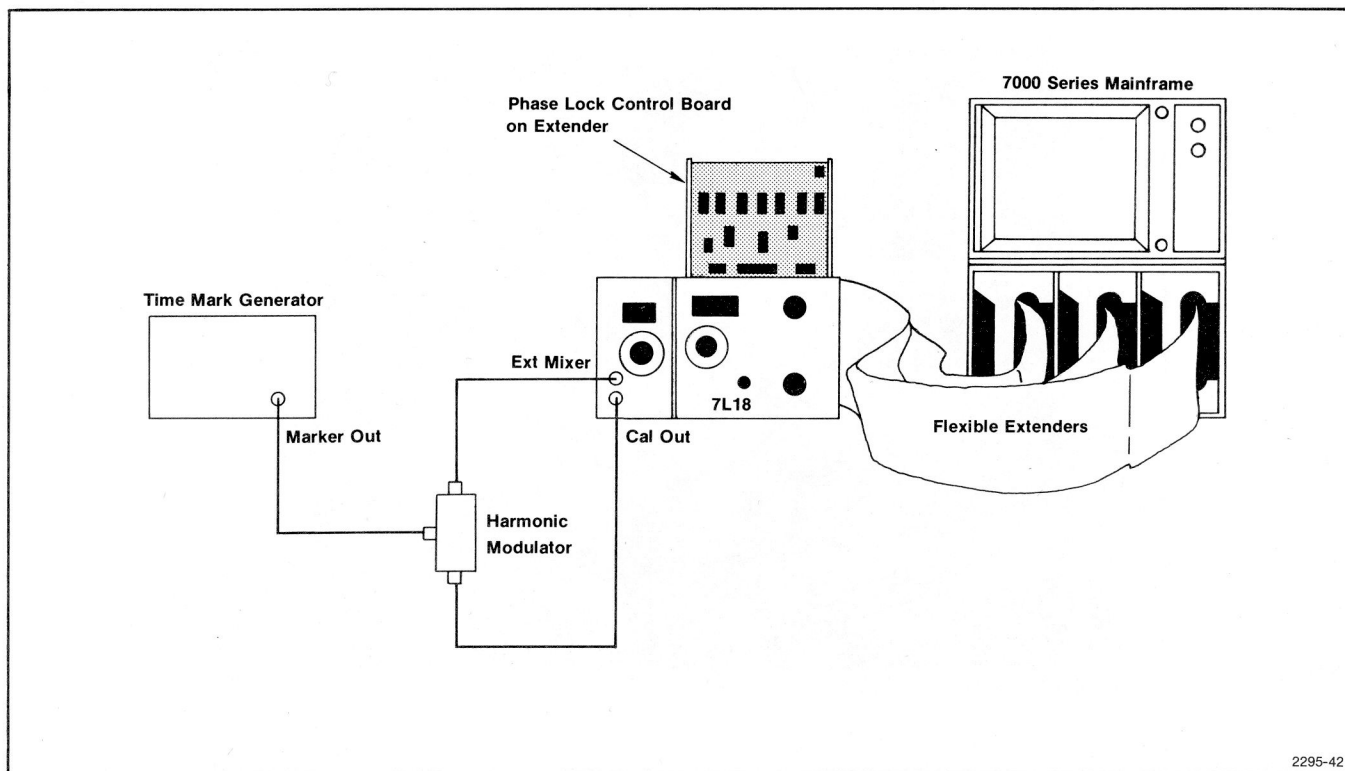 7000 Series Mainframe
Phase Lock Control Board
on Extender
Time Mark Generator
Marker Out
Ext Mixer
Cal Out
7L18
Flexible Extenders
Harmonic
Modulator
2295-42